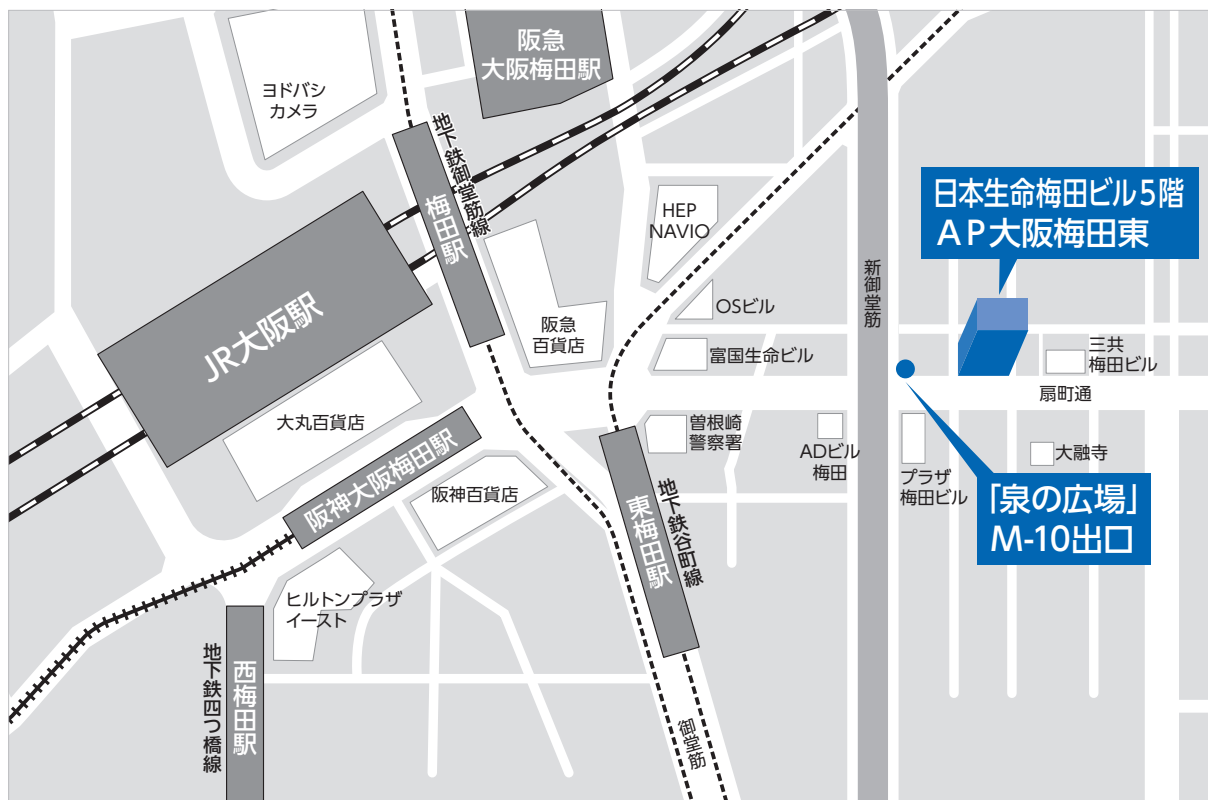 阪急
大阪梅田駅
ヨドバシ
カメラ
地下鉄御堂筋線
梅田駅
日本生命梅田ビル5階
AP大阪梅田東
HEP
NAVIO
新御堂筋
OSビル
JR大阪駅
阪急
百貨店
富国生命ビル
三共
梅田ビル
扇町通
大丸百貨店
曽根崎
警察署
ADビル
梅田
プラザ
梅田ビル
大融寺
阪神大阪梅田駅
阪神百貨店
東梅田駅
地下鉄谷町線
「泉の広場」
M-10出口
ヒルトンプラザ
イースト
地下鉄四つ橋線
西梅田駅
御堂筋